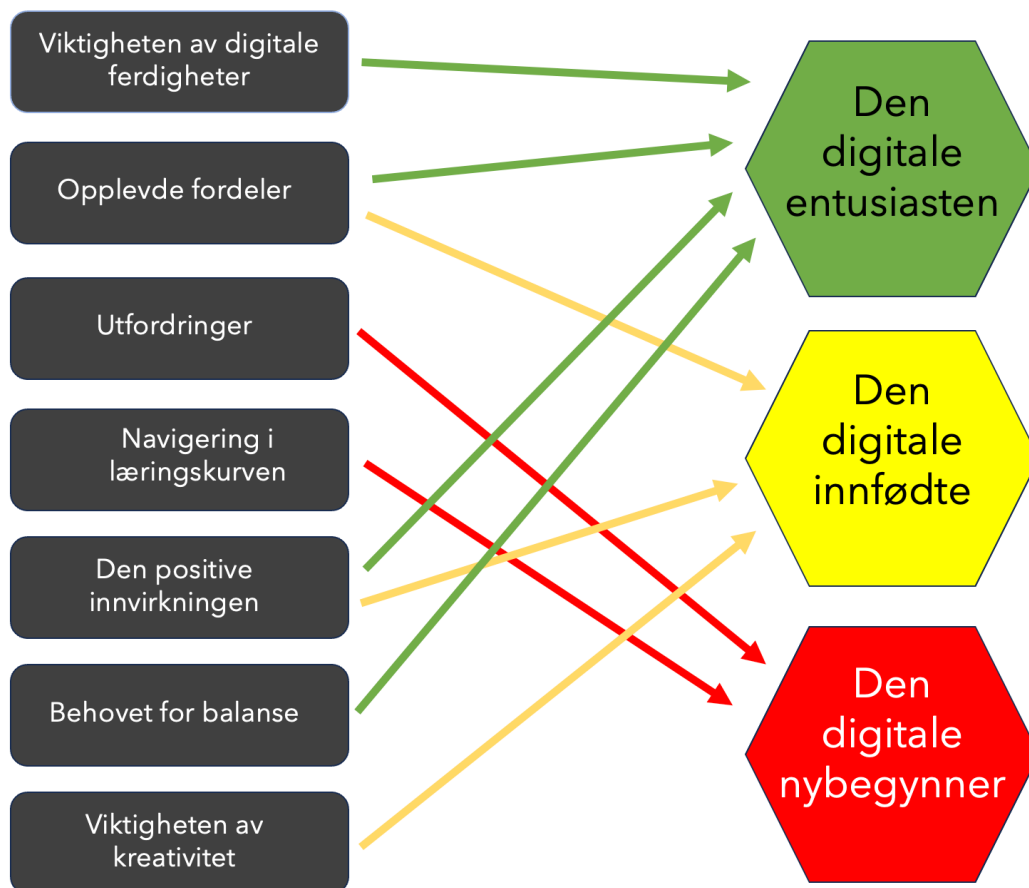 Viktigheten av digitale
ferdigheter
Opplevde fordeler
Utfordringer
Navigering i
læringskurven
Den positive
innvirkningen
Behovet for balanse
Viktigheten av
kreativitet
Den
digitale
entusiasten
Den
digitale
innfødte
Den
digitale
nybegynner